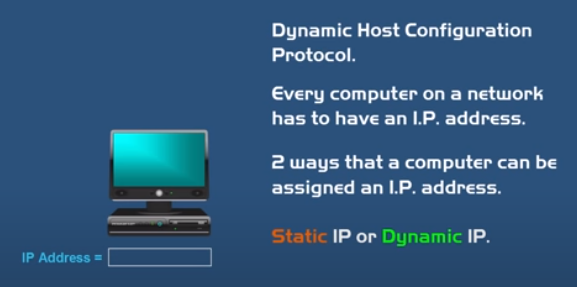 Dynamic Host Configuration
Protocol.
Every computer on a network
has to have an I.P. address.
2 ways that a computer can be
assigned an I.P. address.
Static IP or Dynamic IP.
IP Address =